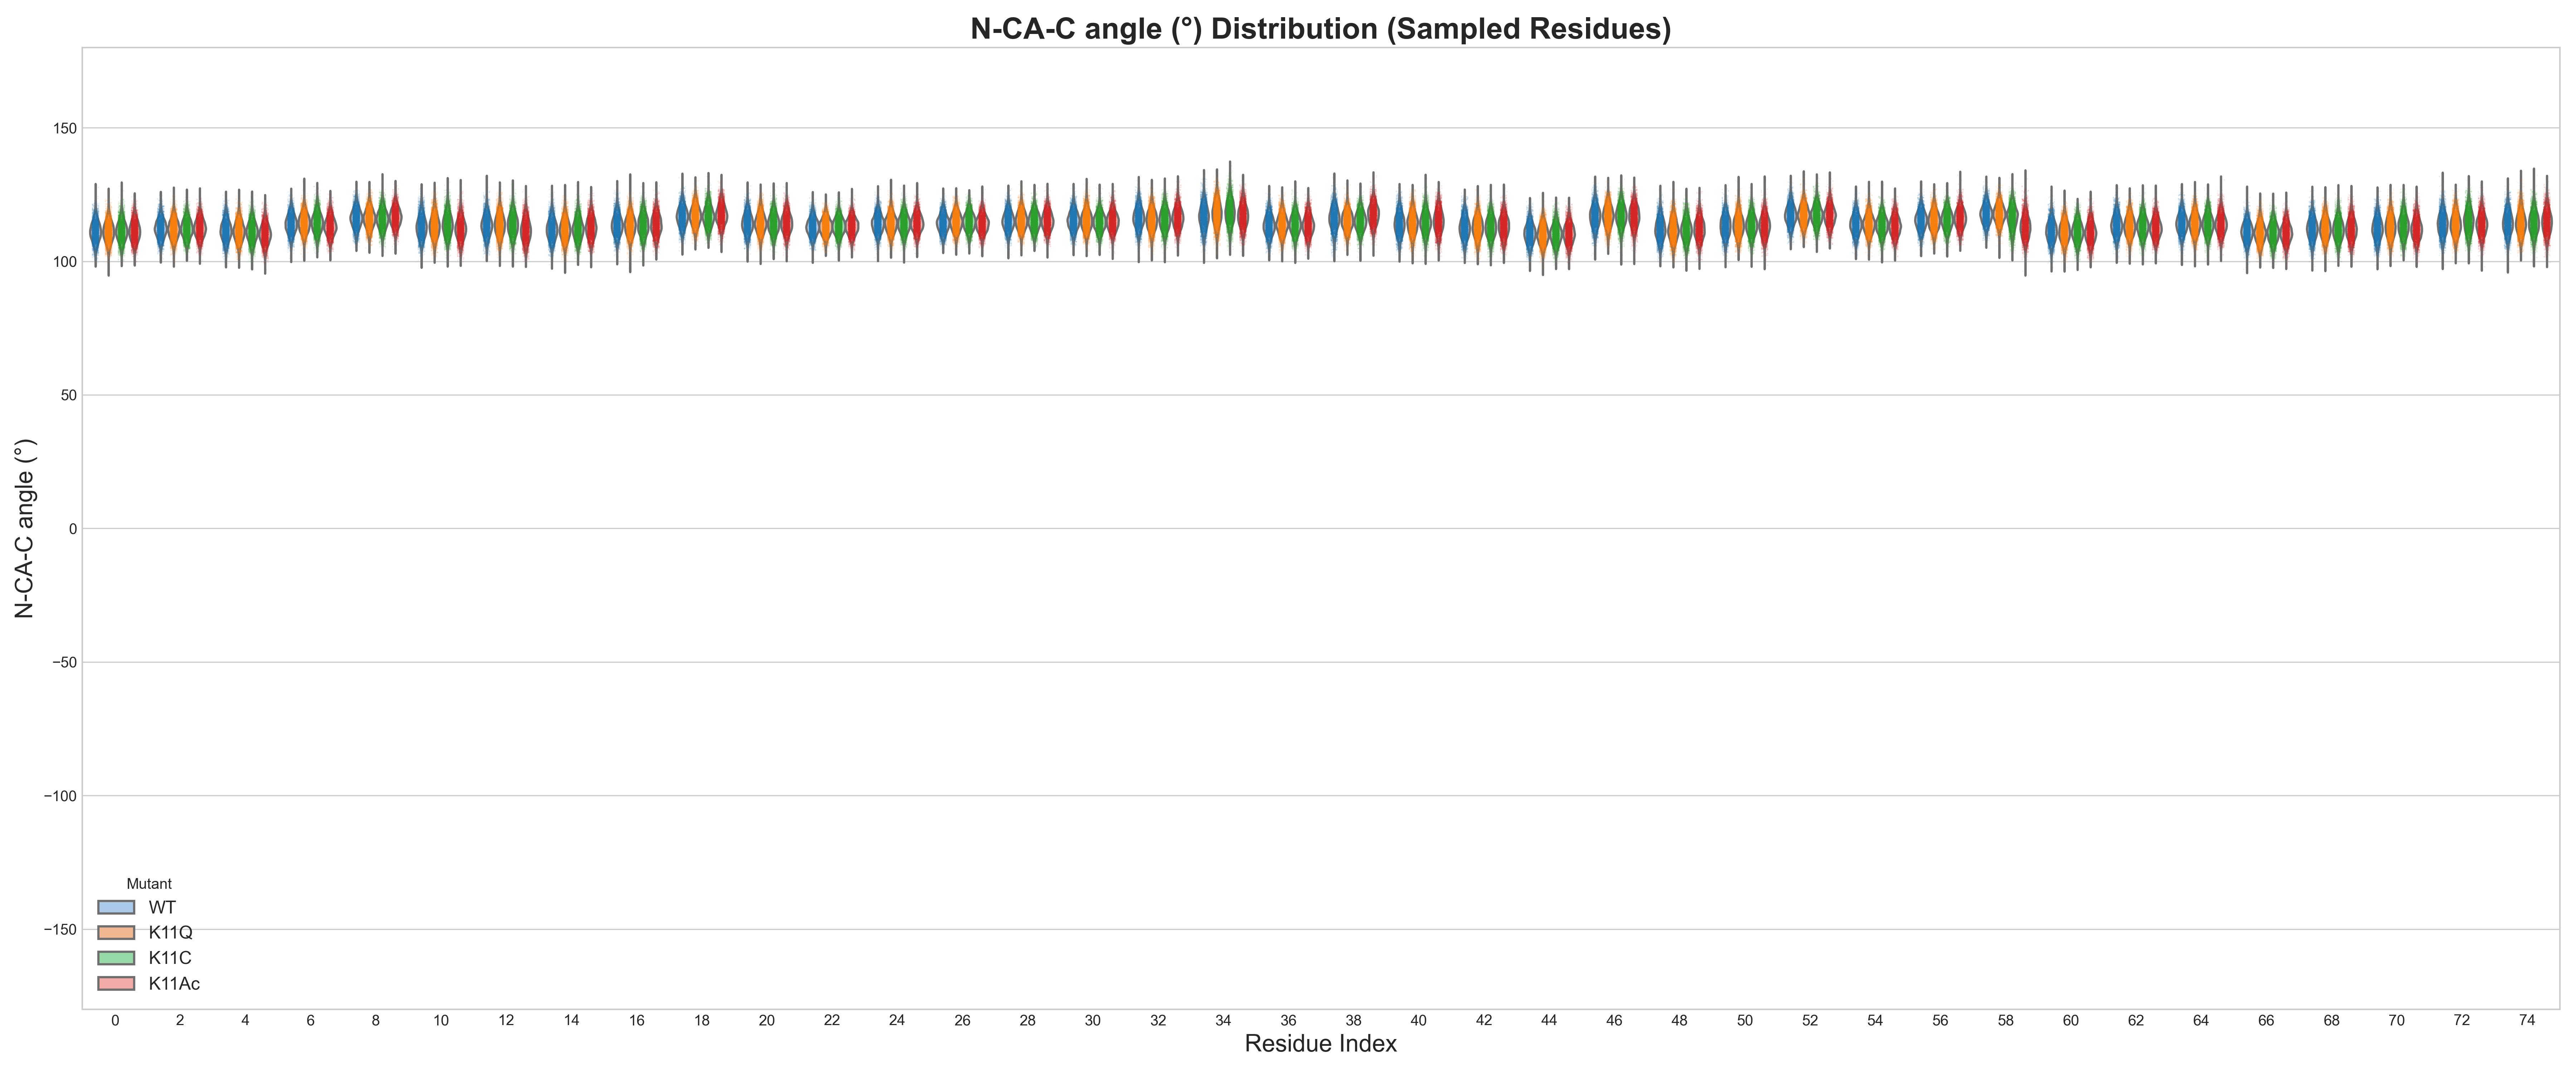 N-CA-C angle (°) Distribution (Sampled Residues)
N-CA-C angle (°)
150
100
50
0
−50
−100
−150
Mutant
WT
K11Q
K11C
K11Ac
0 2 4 6 8 10 12 14 16 18 20 22 24 26 28 30 32 34 36 38 40 42 44 46 48 50 52 54 56 58 60 62 64 66 68 70 72 74
Residue Index